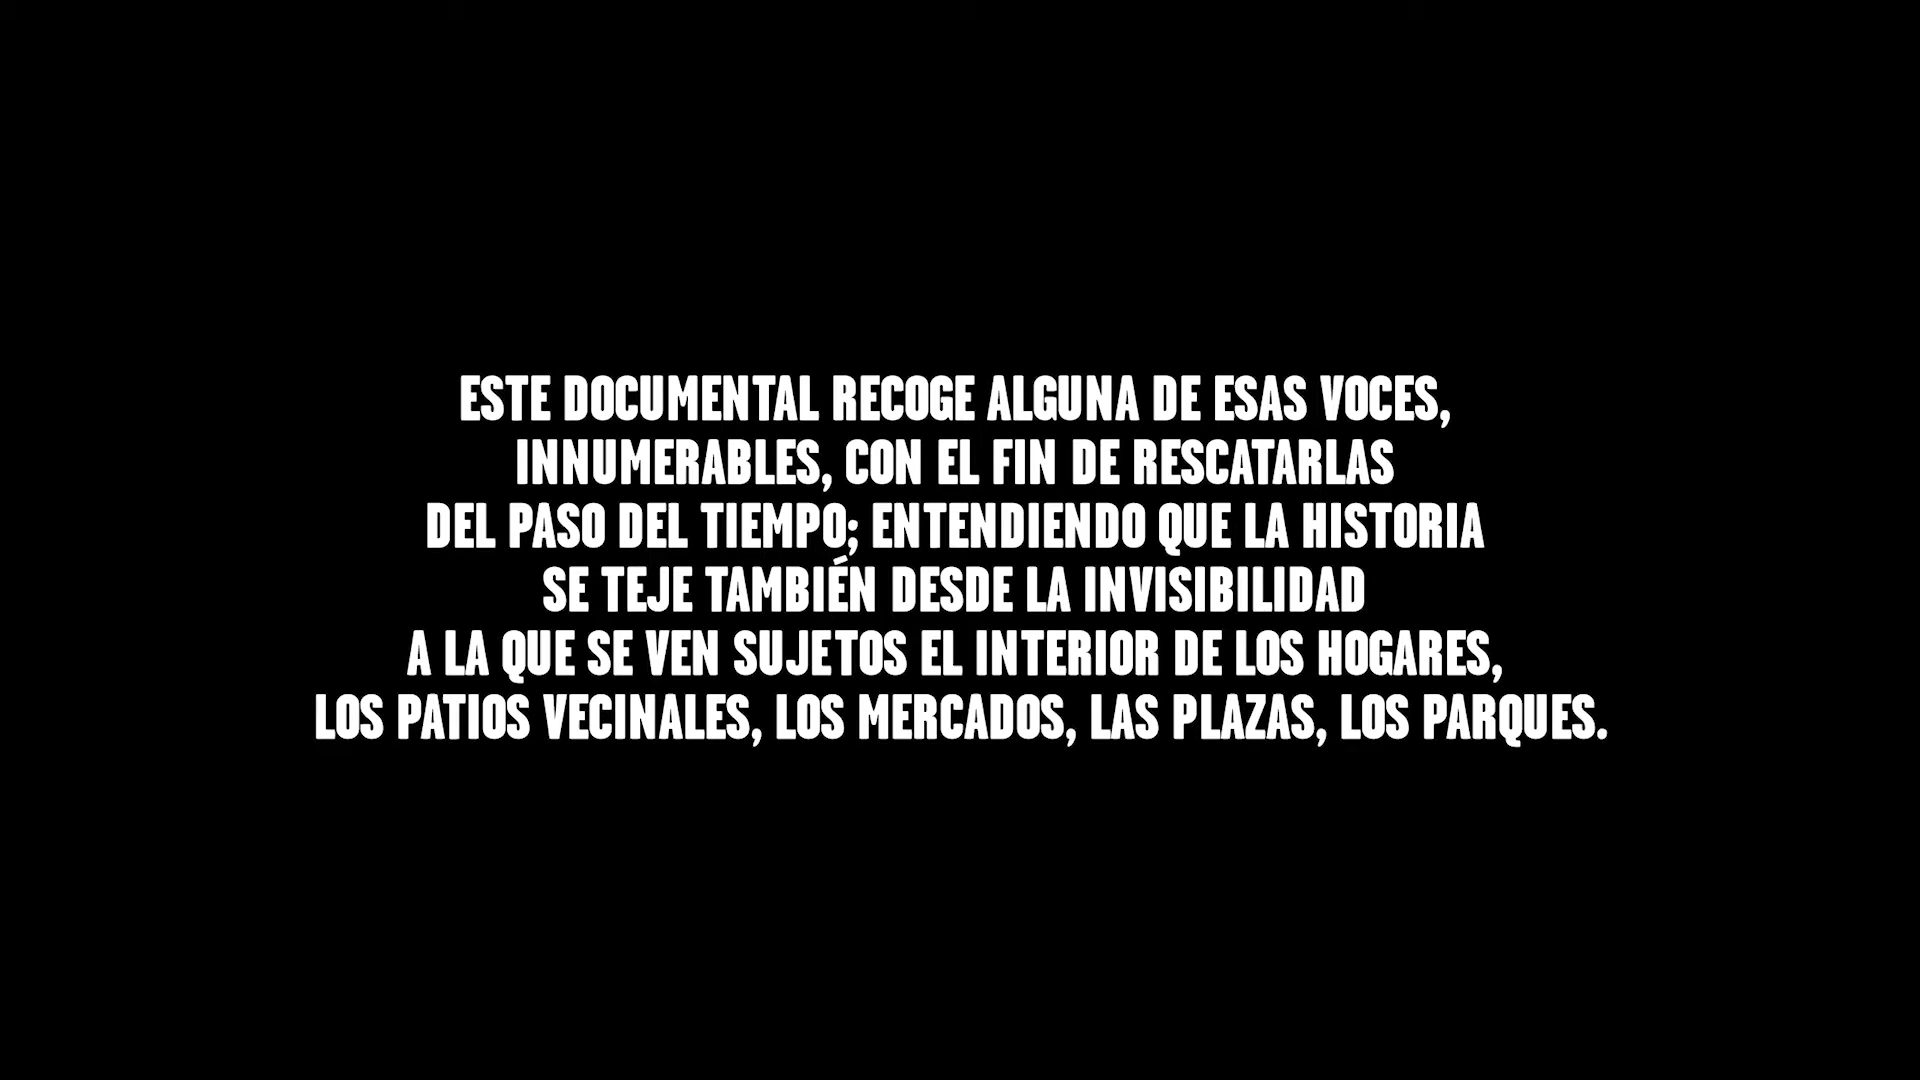 ESTE DOCUMENTAL RECOGE ALGUNA DE ESAS VOCES,
INNUMERABLES, CON EL FIN DE RESCATARLAS
DEL PASO DEL TIEMPO; ENTENDIENDO QUE LA HISTORIA
SE TEJE TAMBIÉN DESDE LA INVISIBILIDAD
A LA QUE SE VEN SUJETOS EL INTERIOR DE LOS HOGARES,
LOS PATIOS VECINALES, LOS MERCADOS, LAS PLAZAS, LOS PARQUES.